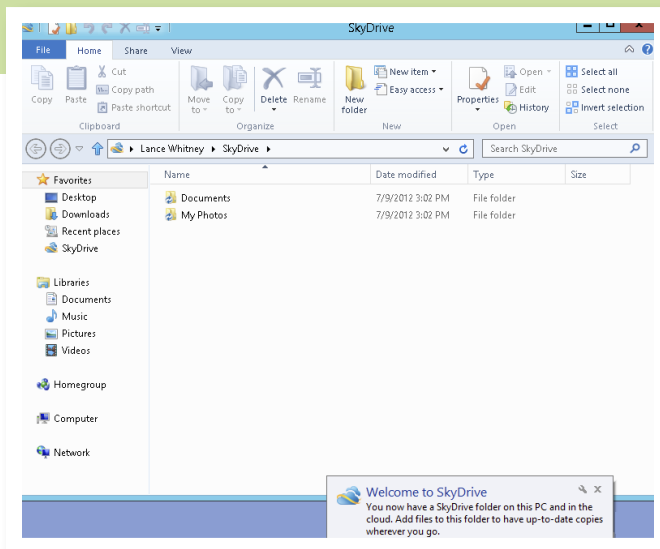 SkyDrive
File Home Share View
Copy
Paste
Cut
Copy path
Paste shortcut
Move to
Copy to
Delete
Rename
New folder
New item
Easy access
Properties
Open
Edit
History
Select all
Select none
Invert selection
Clipboard Organize New Open Select
Lance Whitney SkyDrive
Search SkyDrive
Name Date modified Type Size
Documents 7/9/2012 3:02 PM File folder
My Photos 7/9/2012 3:02 PM File folder
Favorites
Desktop
Downloads
Recent places
SkyDrive
Libraries
Documents
Music
Pictures
Videos
Homegroup
Computer
Network
Welcome to SkyDrive
You now have a SkyDrive folder on this PC and in the
cloud. Add files to this folder to have up-to-date copies
wherever you go.